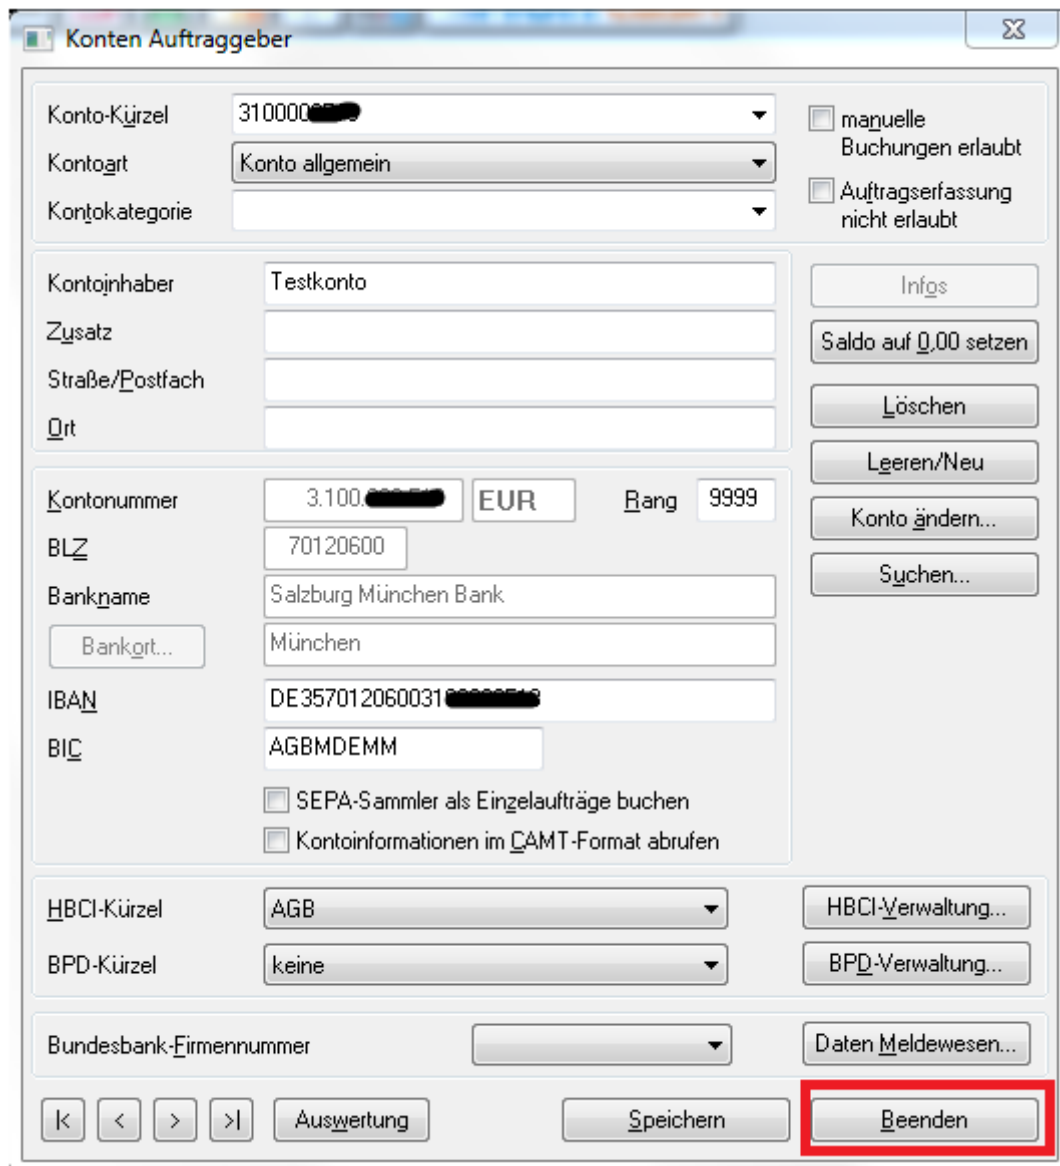 Konten Auftraggeber
Konto-Kürzel 310000
manuelle
Buchungen erlaubt
Kontoart Konto allgemein
Kontokategorie
Auftragserfassung
nicht erlaubt
Kontoinhaber Testkonto
Infos
Zusatz
Saldo auf 0,00 setzen
Straße/Postfach
Löschen
Ort
Leeren/Neu
Kontonummer 3.100. EUR Rang 9999
Konto ändern...
BLZ 70120600
Suchen...
Bankname Salzburg München Bank
Bankort... München
IBAN DE357012060031
BIC AGBMDEMM
SEPA-Sammler als Einzelaufträge buchen
Kontoinformationen im CAMT-Format abrufen
HBCI-Kürzel AGB HBCI-Verwaltung...
BPD-Kürzel keine BPD-Verwaltung...
Bundesbank-Firmennummer Daten Meldewesen...
|< < > >| Auswertung Speichern Beenden